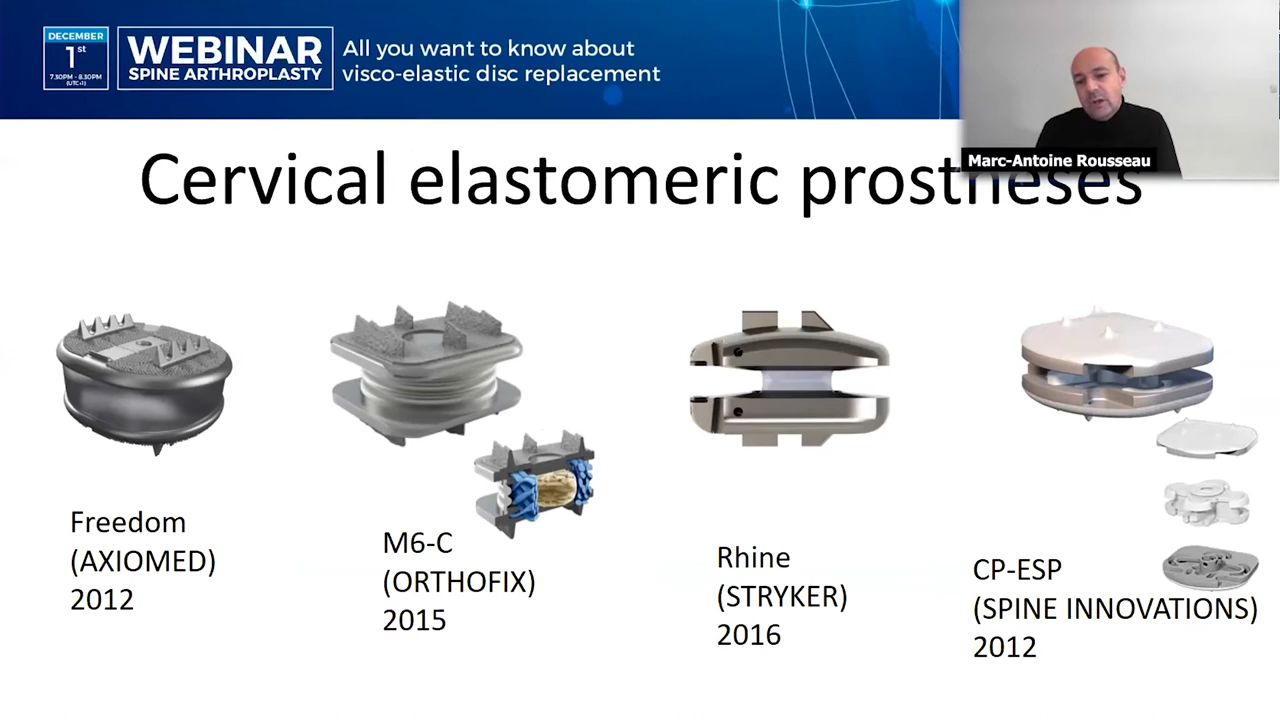 DECEMBER
1st
7.30PM - 8.30PM
(UTC+1)
WEBINAR
SPINE ARTHROPLASTY
All you want to know about
visco-elastic disc replacement
Marc-Antoine Rousseau
Cervical elastomeric prostheses
Freedom
(AXIOMED)
2012
M6-C
(ORTHOFIX)
2015
Rhine
(STRYKER)
2016
CP-ESP
(SPINE INNOVATIONS)
2012